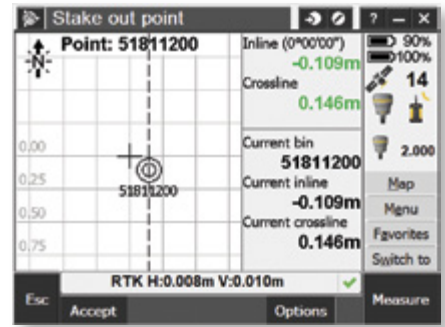 Stake out point
? – ×
Point: 51811200
N
0.00
0.25
0.50
0.75
51811200
Inline (0°00'00")
-0.109m
Crossline
0.146m
Current bin
51811200
Current inline
-0.109m
Current crossline
0.146m
90%
100%
14
2.000
Map
Menu
Favorites
Switch to
RTK H:0.008m V:0.010m
Esc
Accept
Options
Measure